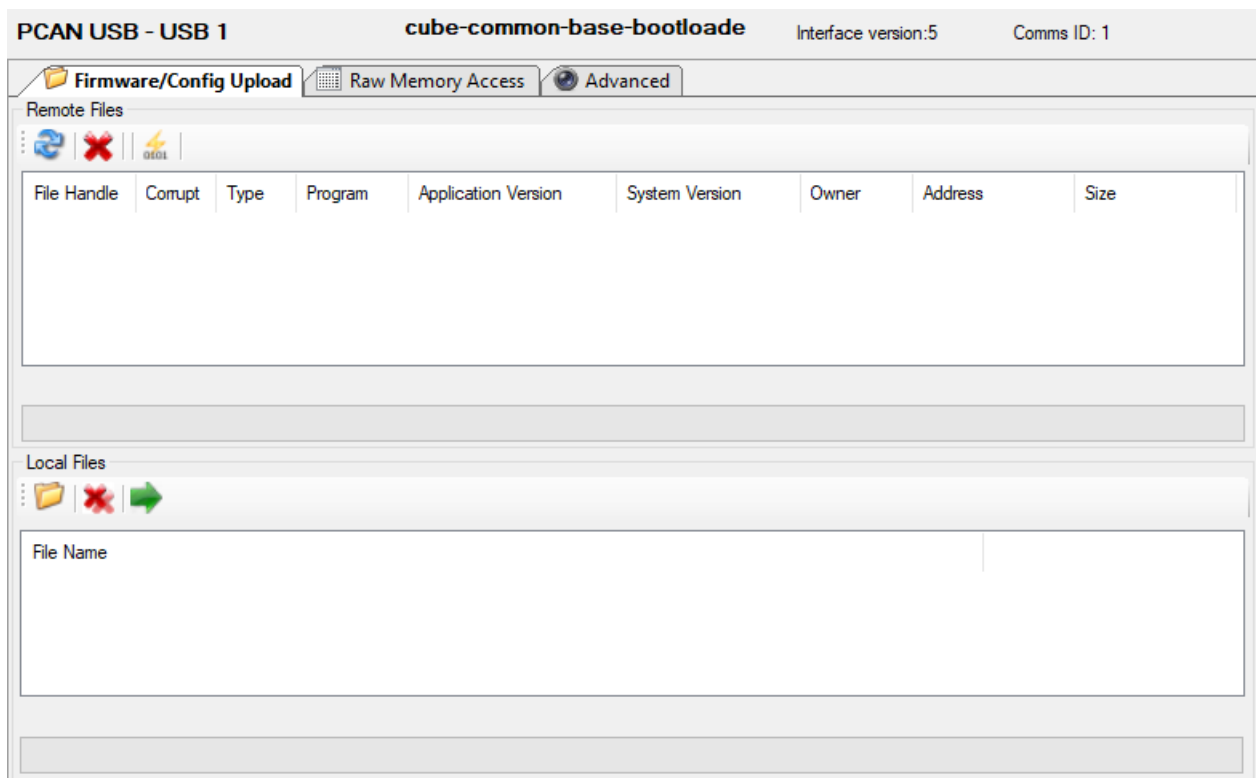 PCAN USB - USB 1 cube-common-base-bootloade Interface version:5 Comms ID: 1
Firmware/Config Upload Raw Memory Access Advanced
Remote Files
0101
File Handle Corrupt Type Program Application Version System Version Owner Address Size
Local Files
File Name